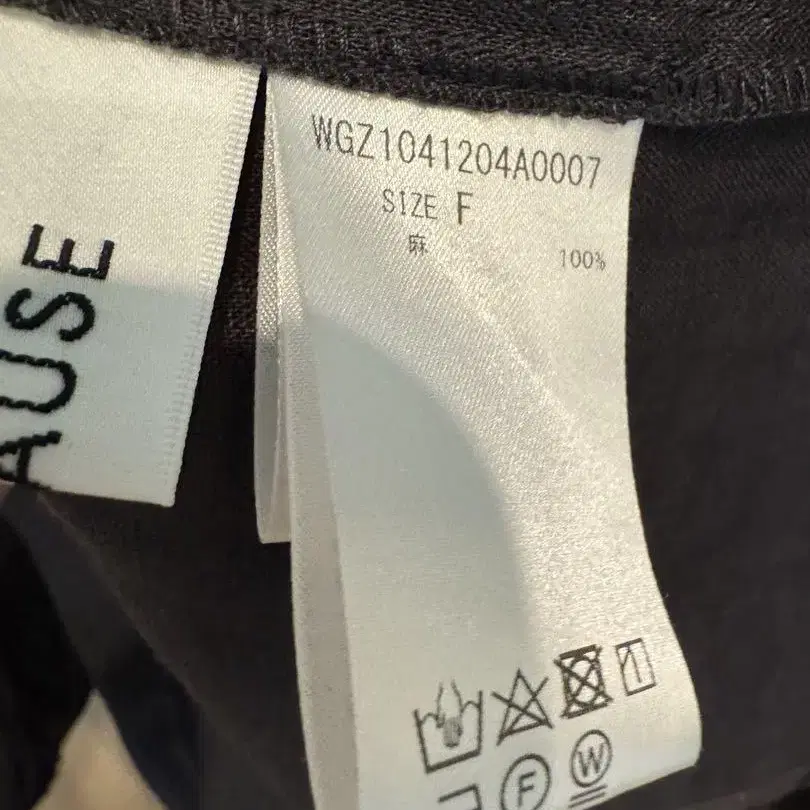 AUSE
WGZ1041204A0007
SIZE F
麻 100%
F W